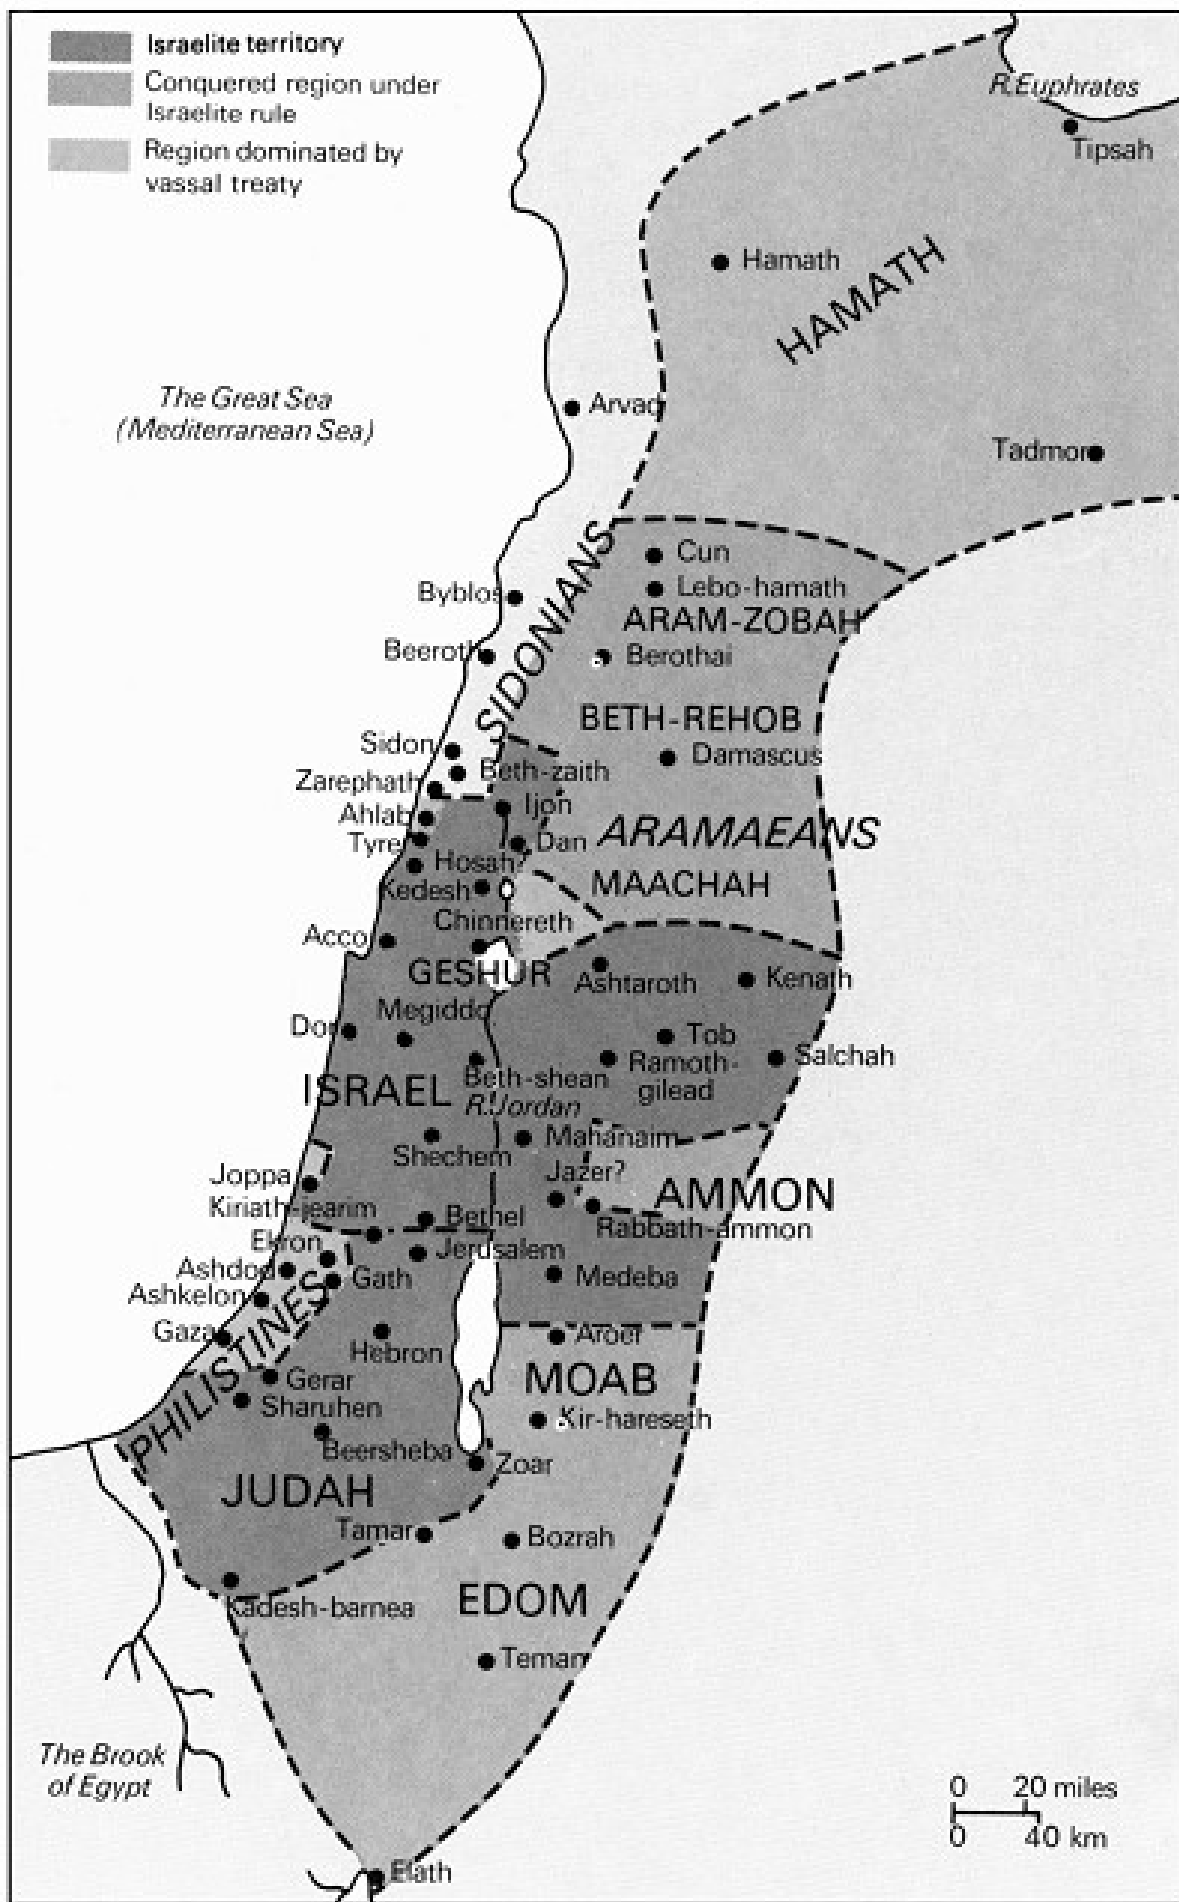 Israelite territory
Conquered region under
Israelite rule
Region dominated by
vassal treaty
R.Euphrates
Tipsah
Hamath
HAMATH
The Great Sea
(Mediterranean Sea)
Arvad
Tadmor
Cun
Lebo-hamath
ARAM-ZOBAH
Byblos
SIDONIANS
Beeroth
Berothai
BETH-REHOB
Sidon
Damascus
Beth-zaith
Zarephath
Ijon
Ahlab
ARAMAEANS
Tyre
Dan
Hosah
Kedesh
MAACHAH
Chinnereth
Acco
GESHUR
Ashtaroth
Kenath
Megiddo
Dor
Tob
Ramoth-
gilead
Salchah
Beth-shean
ISRAEL
R.Jordan
Mahanaim
Shechem
Jazer?
Joppa
AMMON
Kiriath-jearim
Bethel
Rabbath-ammon
Ekron
Jerusalem
Ashdod
Gath
Medeba
Ashkelon
Gaza
PHILISTINES
Hebron
Aroer
Gerar
MOAB
Sharuhen
Kir-hareseth
Beersheba
Zoar
JUDAH
Tamar
Bozrah
EDOM
Kadesh-barnea
Teman
The Brook
of Egypt
0 20 miles
0 40 km
Elath